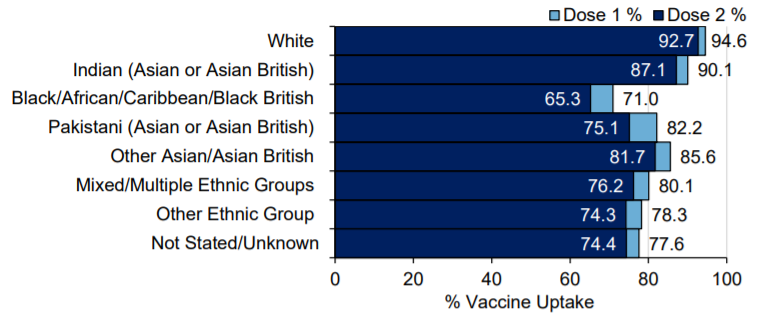 Dose 1 % Dose 2 %
White 92.7 94.6
Indian (Asian or Asian British) 87.1 90.1
Black/African/Caribbean/Black British 65.3 71.0
Pakistani (Asian or Asian British) 75.1 82.2
Other Asian/Asian British 81.7 85.6
Mixed/Multiple Ethnic Groups 76.2 80.1
Other Ethnic Group 74.3 78.3
Not Stated/Unknown 74.4 77.6
0 20 40 60 80 100
% Vaccine Uptake